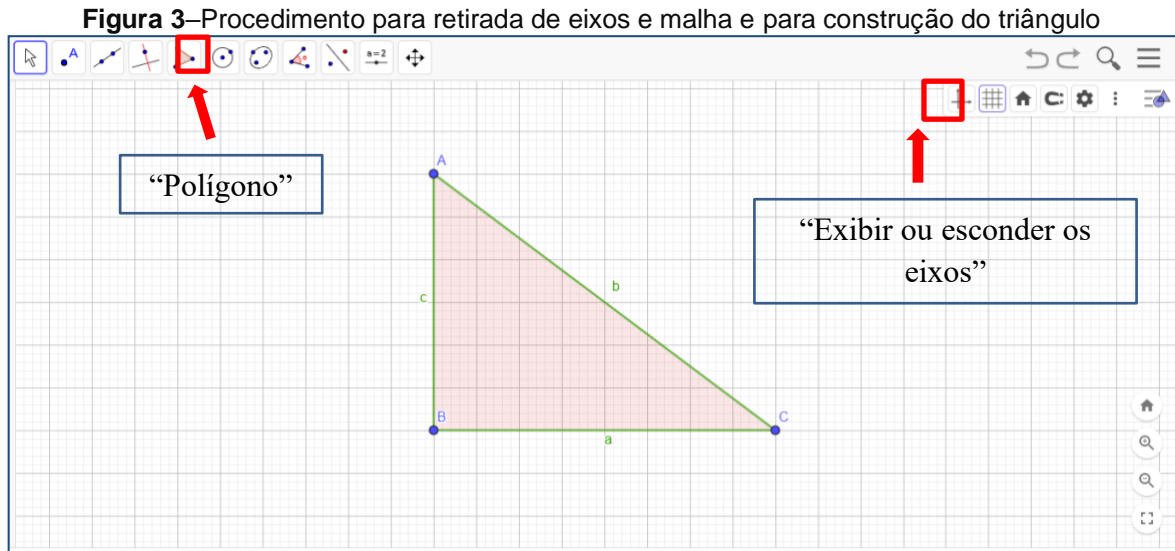 Figura 3–Procedimento para retirada de eixos e malha e para construção do triângulo
A
a=2
“Polígono”
“Exibir ou esconder os
eixos”
A
b
c
B
C
a